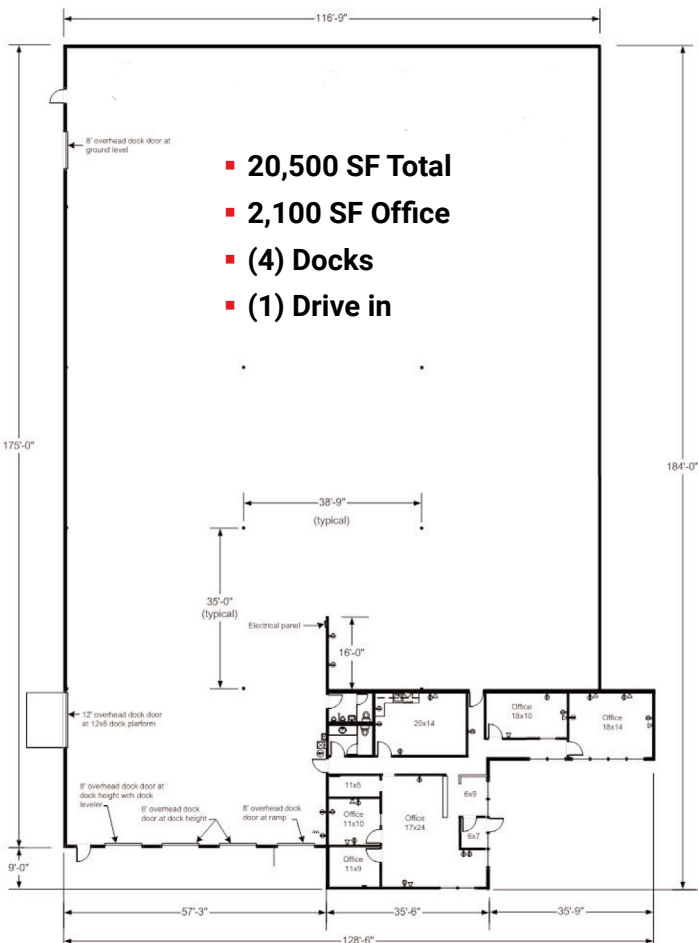 116'-9"
8' overhead dock door at
ground level
▪ 20,500 SF Total
▪ 2,100 SF Office
▪ (4) Docks
▪ (1) Drive in
175'-0"
184'-0"
38'-9"
(typical)
35'-0"
(typical)
Electrical panel
16'-0"
12' overhead dock door
at 12x8 dock platform
20x14
Office
18x10
Office
18x14
8' overhead dock door at
dock height with dock
leveler
8' overhead dock
door at dock height
8' overhead dock
door at ramp
11x5
6x9
Office
11x10
Office
17x24
6x7
Office
11x9
9'-0"
57'-3"
35'-6"
35'-9"
128'-6"